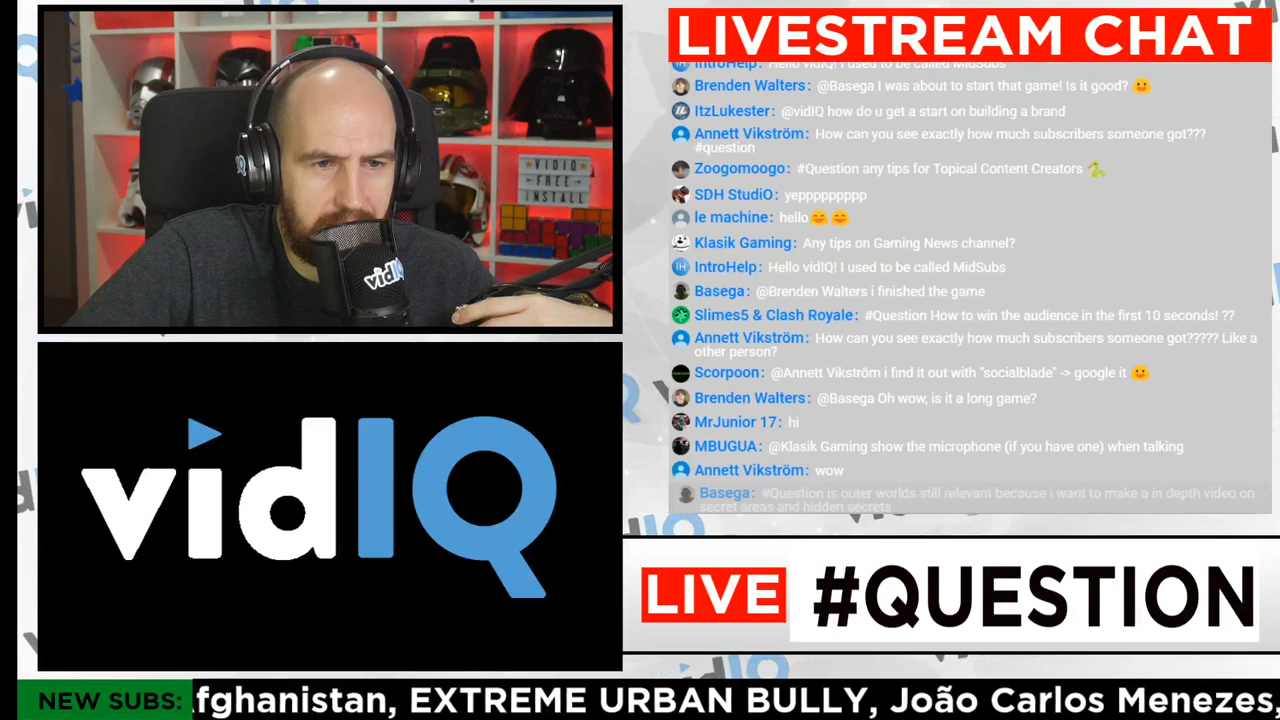 LIVESTREAM CHAT
IntroHelp: Hello vidIQ! I used to be called MidSubs
Brenden Walters: @Basega I was about to start that game! Is it good?
ItzLukester: @vidIQ how do u get a start on building a brand
Annett Vikström: How can you see exactly how much subscribers someone got???
#question
Zoogomoogo: #Question any tips for Topical Content Creators
SDH StudiO: yeppppppppp
le machine: hello
Klasik Gaming: Any tips on Gaming News channel?
IntroHelp: Hello vidIQ! I used to be called MidSubs
Basega: @Brenden Walters i finished the game
Slimes5 & Clash Royale: #Question How to win the audience in the first 10 seconds! ??
Annett Vikström: How can you see exactly how much subscribers someone got????? Like a
other person?
Scorpoon: @Annett Vikström i find it out with "socialblade" -> google it
Brenden Walters: @Basega Oh wow, is it a long game?
MrJunior 17: hi
MBUGUA: @Klasik Gaming show the microphone (if you have one) when talking
Annett Vikström: wow
Basega: #Question is outer worlds still relevant because i want to make a in depth video on
secret areas and hidden secrets
VIDIQ
FREE
INSTALL
vidIQ
vidIQ
LIVE #QUESTION
NEW SUBS: fghanistan, EXTREME URBAN BULLY, João Carlos Menezes,